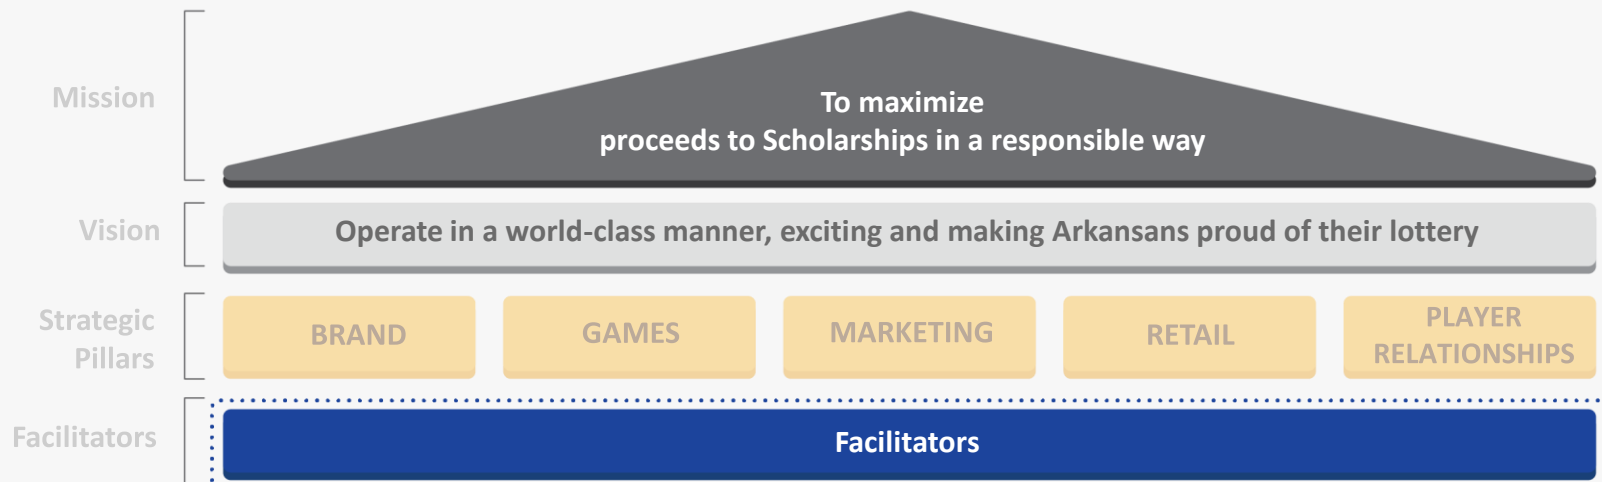 Mission
To maximize
proceeds to Scholarships in a responsible way
Vision
Operate in a world-class manner, exciting and making Arkansans proud of their lottery
Strategic
Pillars
BRAND
GAMES
MARKETING
RETAIL
PLAYER
RELATIONSHIPS
Facilitators
Facilitators